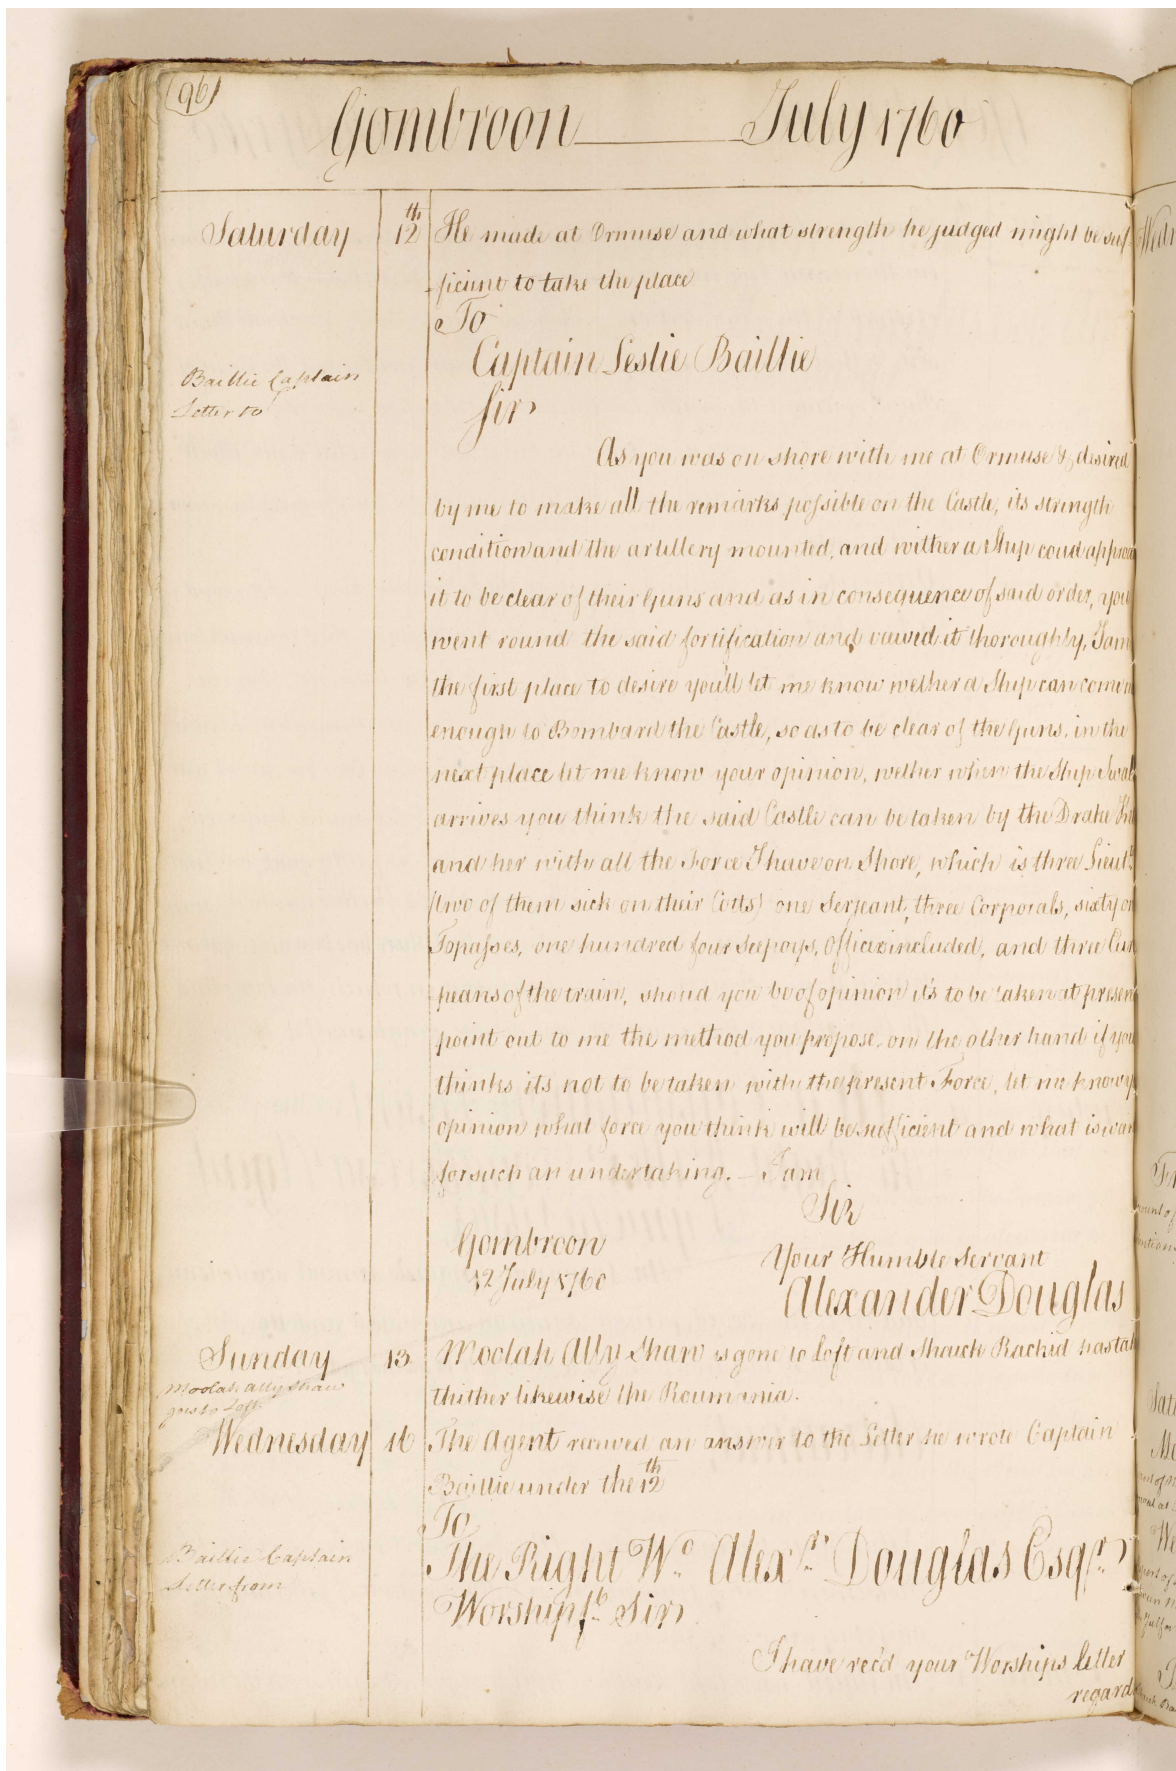 96
Gombroon July 1760
Saturday 12th He made at Ormuse and what strength he judged might be suf-
-ficient to take the place
To
Captain Leslie Baillie
Baillie Captain
Letter to
Sir
As you was on shore with me at Ormuse & desired
by me to make all the remarks possible on the Castle, its strength
condition and the artillery mounted, and wither a Ship coud approa
it to be clear of their Guns and as in consequence of said order, you
went round the said fortification and vawed it thoroughly, I am
the first place to desire you'll let me know wether a Ship can come
enough to Bombard the Castle, so as to be clear of the Guns, in the
next place let me know your opinion, wether when the Ship Swal
arrives you think the said Castle can be taken by the Drake
and her with all the Force I have on Shore, which is three Lieuts
(two of them sick on their Cotts) one Serjeant, three Corporals, sixty on
Topasses, one hundred four Seepoys, Officers included, and three Eur
peans of the train, shoud you be of opinion it's to be taken at presen
point out to me the method you propose, on the other hand if you
thinks its not to be taken with the present Force, let me know y
opinion what force you think will be sufficient and what is wan
for such an undertaking. _ I am
Sir
Gombroon Your Humble Servant
12 July 1760 Alexander Douglas
Sunday 13 Moolah Ally Shaw is gone to Loft and Shaick Rachid has tak
Moolah Ally Shaw
goes to Loft
thither likewise the Roumania.
Wednesday 16 The Agent received an answer to the Letter he wrote Captain
Baillie under the 12th
To
Baillie Captain
Letter from
The Right Wo. Alexr. Douglas Esqr.
Worshipfl. Sir
I have rec'd your Worships letter
regard